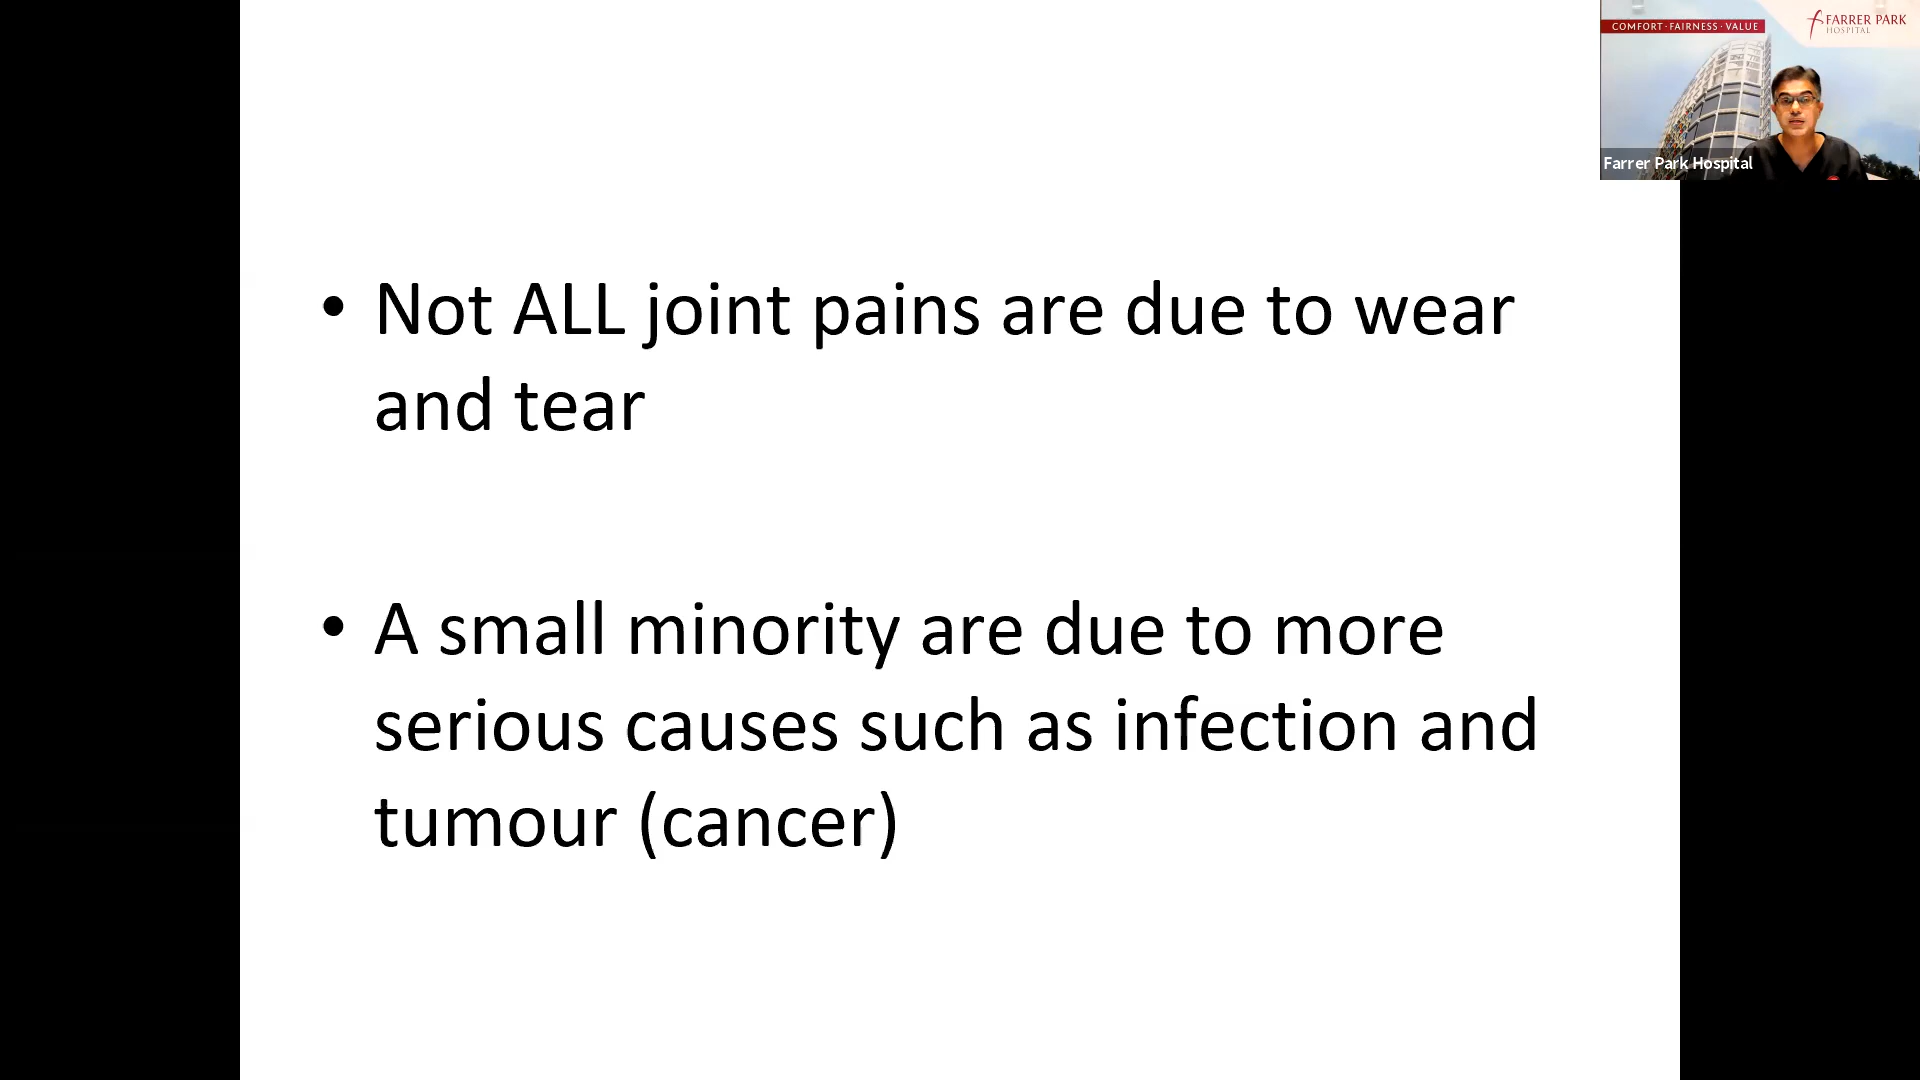 COMFORT · FAIRNESS · VALUE
FARRER PARK
HOSPITAL
Farrer Park Hospital
• Not ALL joint pains are due to wear
and tear
• A small minority are due to more
serious causes such as infection and
tumour (cancer)